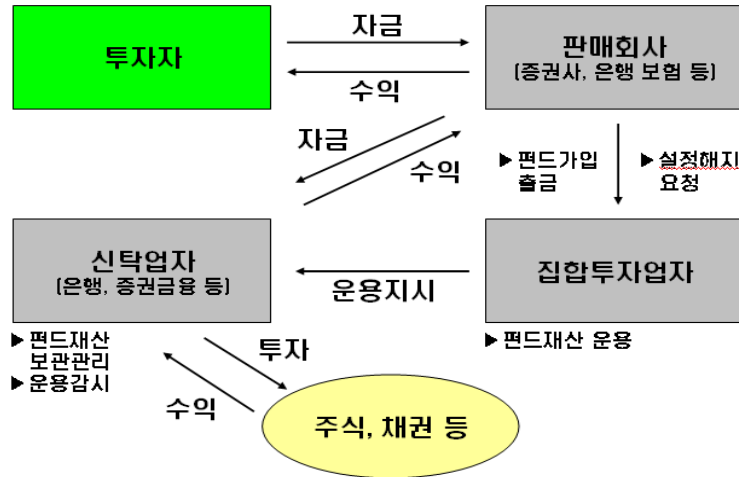 투자자
자금
수익
판매회사
(증권사, 은행 보험 등)
자금
수익
▶ 펀드가입
출금
▶ 설정해지
요청
신탁업자
(은행, 증권금융 등)
운용지시
집합투자업자
▶ 펀드재산
보관관리
▶ 운용감시
▶ 펀드재산 운용
투자
수익
주식, 채권 등